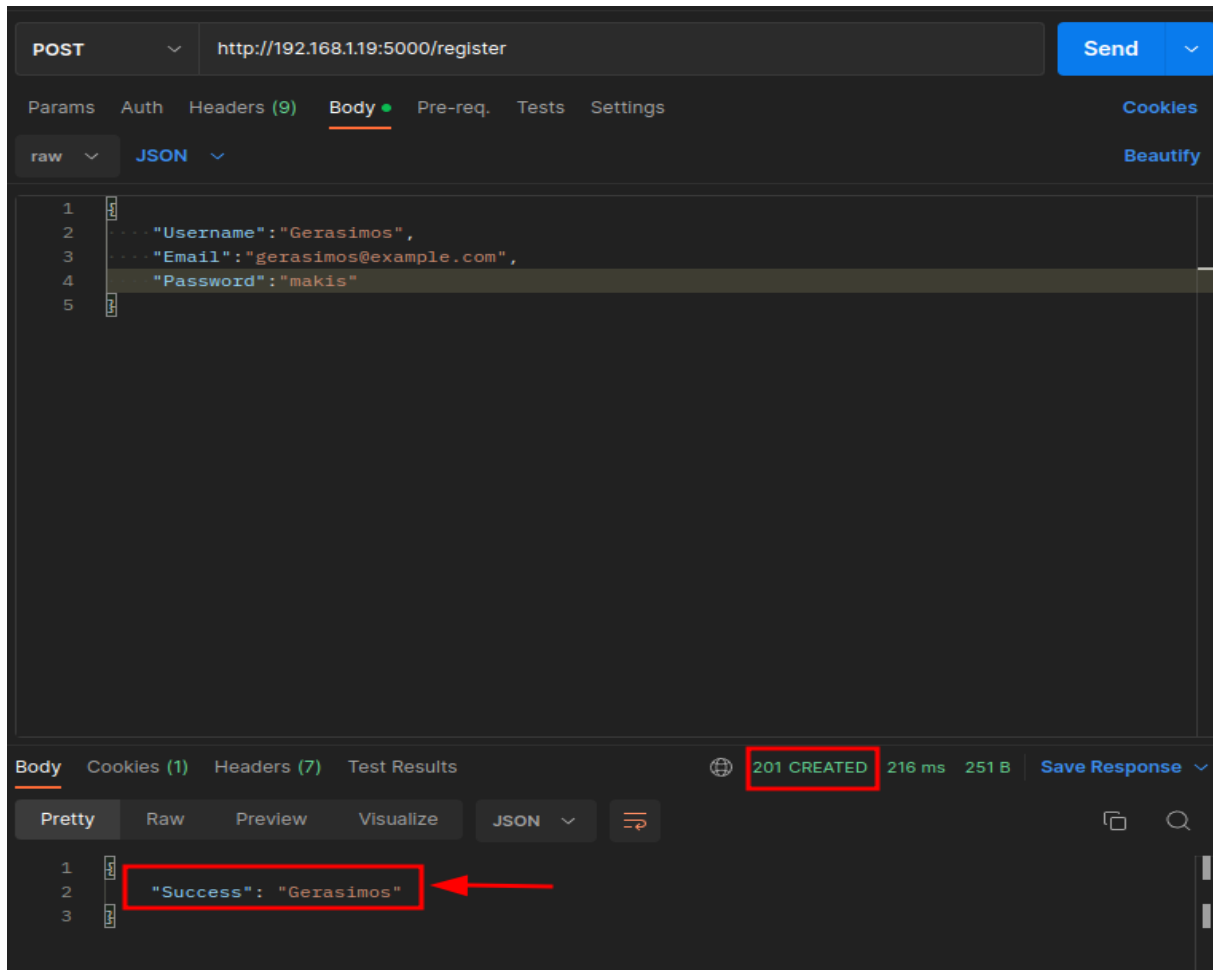 POST http://192.168.1.19:5000/register Send
Params Auth Headers (9) Body Pre-req. Tests Settings Cookies
raw JSON Beautify
1 {
2 "Username":"Gerasimos",
3 "Email":"gerasimos@example.com",
4 "Password":"makis"
5 }
Body Cookies (1) Headers (7) Test Results 201 CREATED 216 ms 251 B Save Response
Pretty Raw Preview Visualize JSON
1 {
2 "Success": "Gerasimos"
3 }